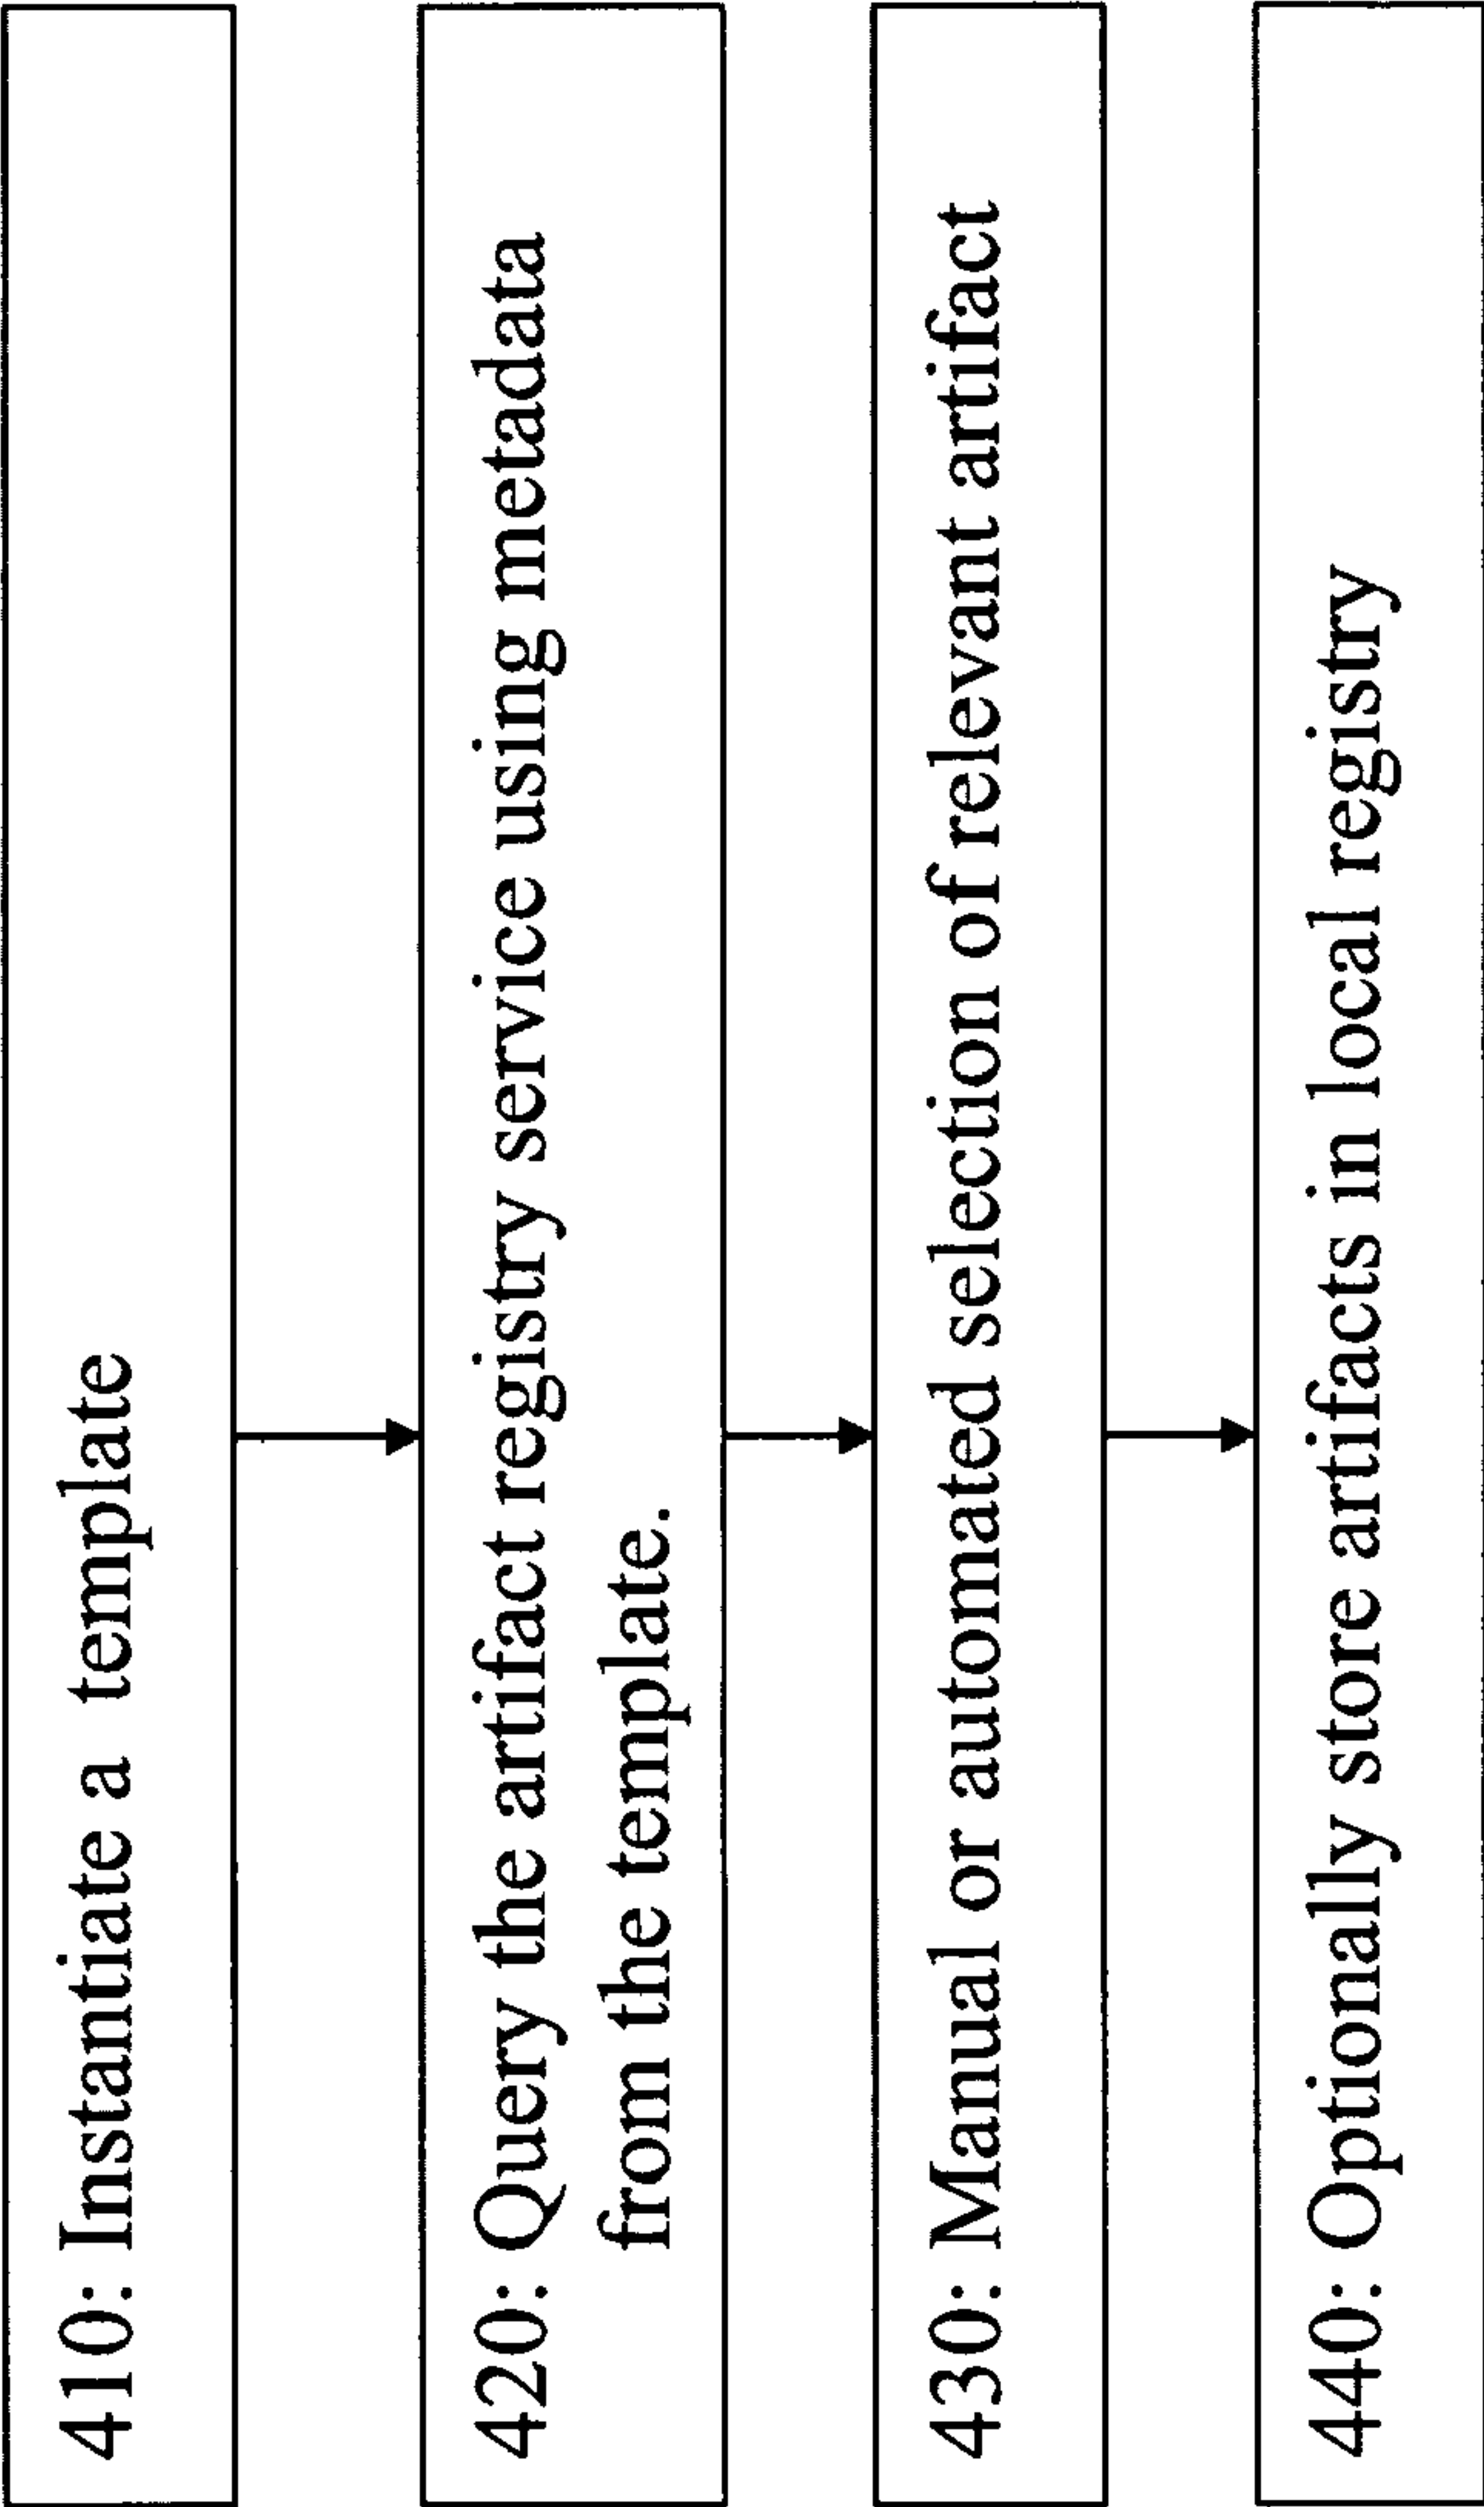 410: Instantiate a template
420: Query the artifact registry service using metadata
from the template.
430: Manual or automated selection of relevant artifact
440: Optionally store artifacts in local registry